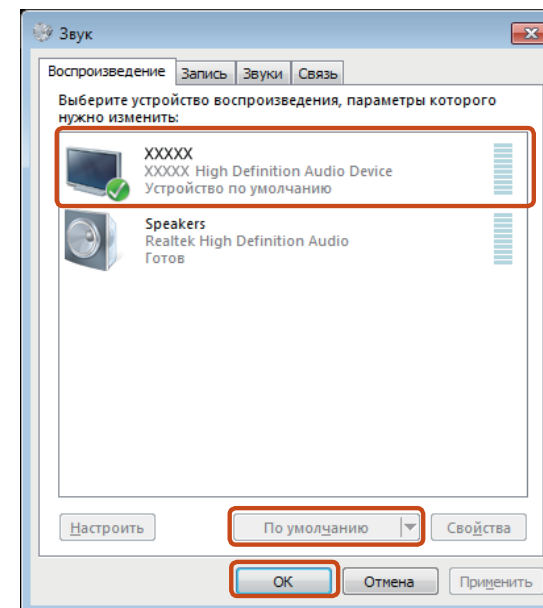 Звук
Воспроизведение Запись Звуки Связь
Выберите устройство воспроизведения, параметры которого
нужно изменить:
XXXXX
XXXXX High Definition Audio Device
Устройство по умолчанию
Speakers
Realtek High Definition Audio
Готов
Настроить По умолчанию Свойства
OK Отмена Применить